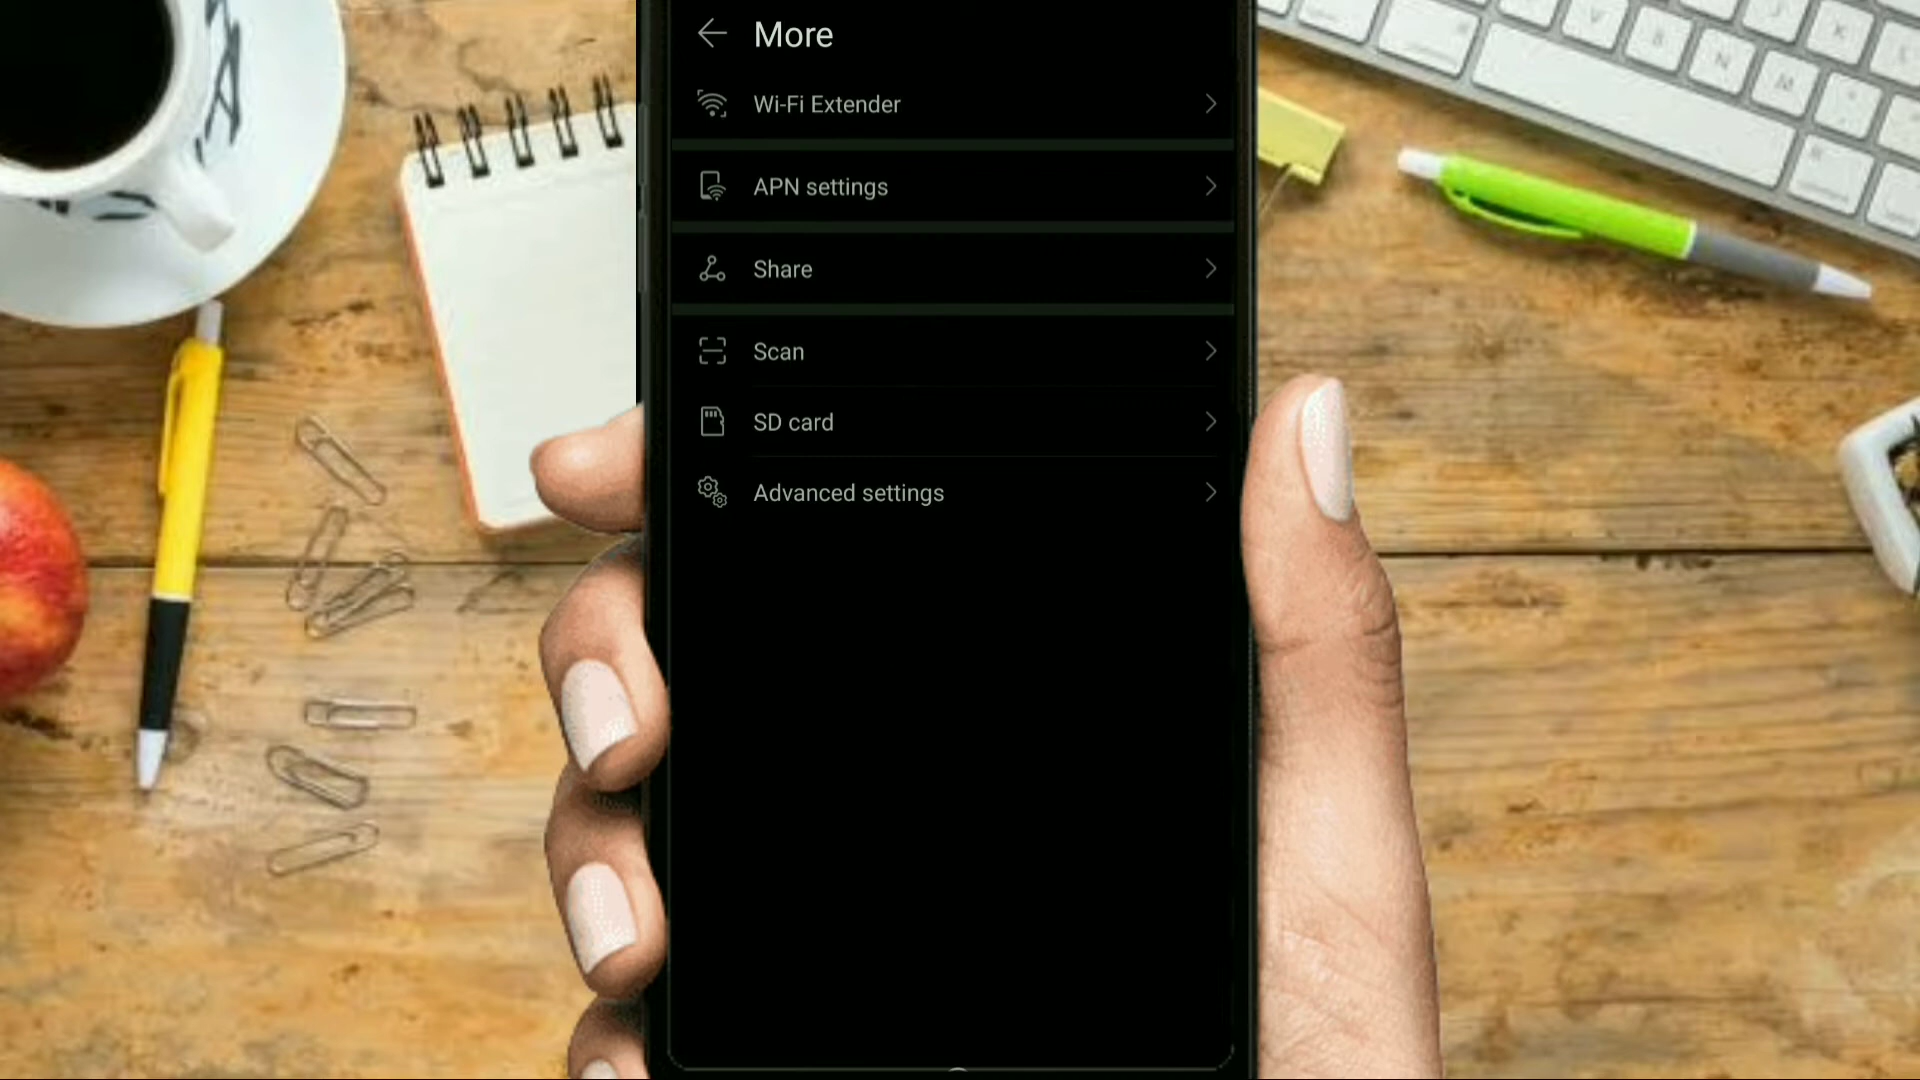 More
Wi-Fi Extender
APN settings
Share
Scan
SD card
Advanced settings
V
B
N
M